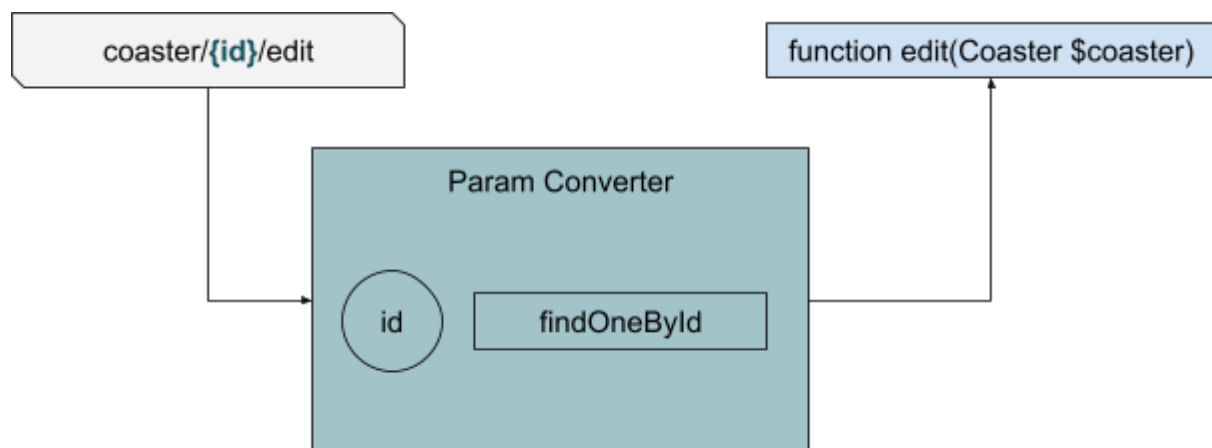 coaster/{id}/edit
function edit(Coaster $coaster)
Param Converter
id
findOneById